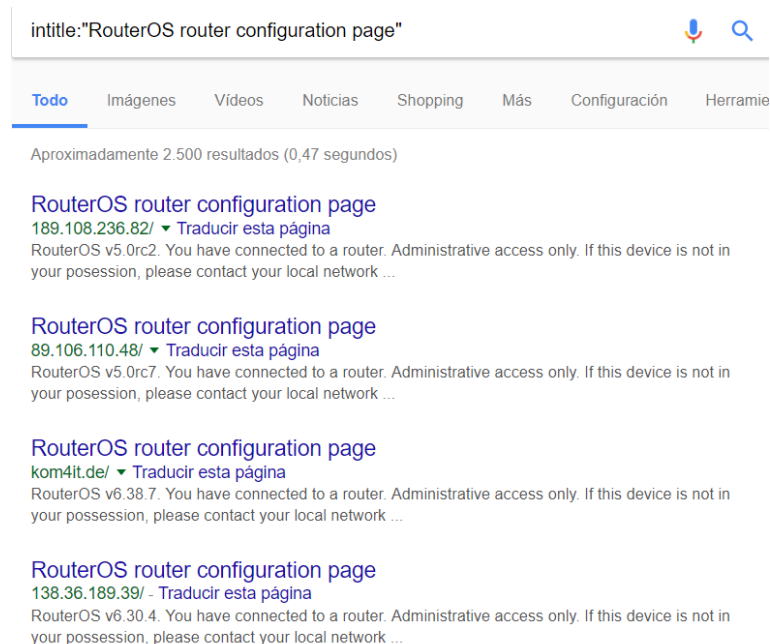 intitle:"RouterOS router configuration page"
Todo Imágenes Vídeos Noticias Shopping Más Configuración Herramie
Aproximadamente 2.500 resultados (0,47 segundos)
RouterOS router configuration page
189.108.236.82/ ▼ Traducir esta página
RouterOS v5.0rc2. You have connected to a router. Administrative access only. If this device is not in
your posession, please contact your local network ...
RouterOS router configuration page
89.106.110.48/ ▼ Traducir esta página
RouterOS v5.0rc7. You have connected to a router. Administrative access only. If this device is not in
your posession, please contact your local network ...
RouterOS router configuration page
kom4it.de/ ▼ Traducir esta página
RouterOS v6.38.7. You have connected to a router. Administrative access only. If this device is not in
your possession, please contact your local network ...
RouterOS router configuration page
138.36.189.39/ - Traducir esta página
RouterOS v6.30.4. You have connected to a router. Administrative access only. If this device is not in
your possession, please contact your local network ...